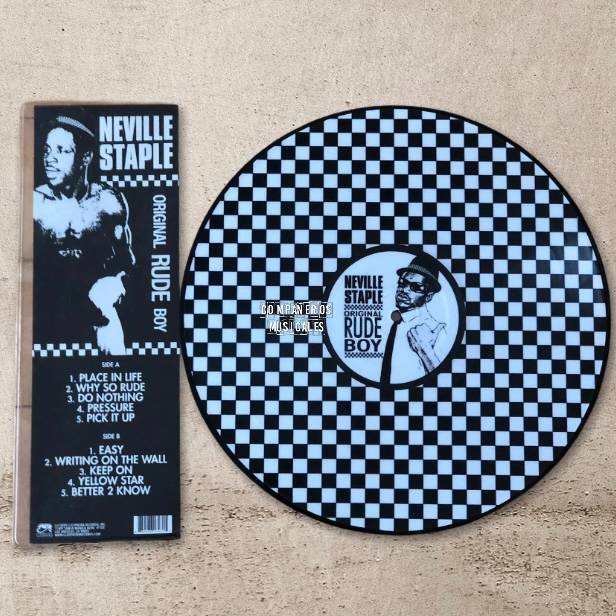 NEVILLE
STAPLE
ORIGINAL RUDE BOY
SIDE A
1. PLACE IN LIFE
2. WHY SO RUDE
3. DO NOTHING
4. PRESSURE
5. PICK IT UP
SIDE B
1. EASY
2. WRITING ON THE WALL
3. KEEP ON
4. YELLOW STAR
5. BETTER 2 KNOW
NEVILLE
STAPLE
ORIGINAL
RUDE
BOY
COMPAÑEROS
MUSICALES